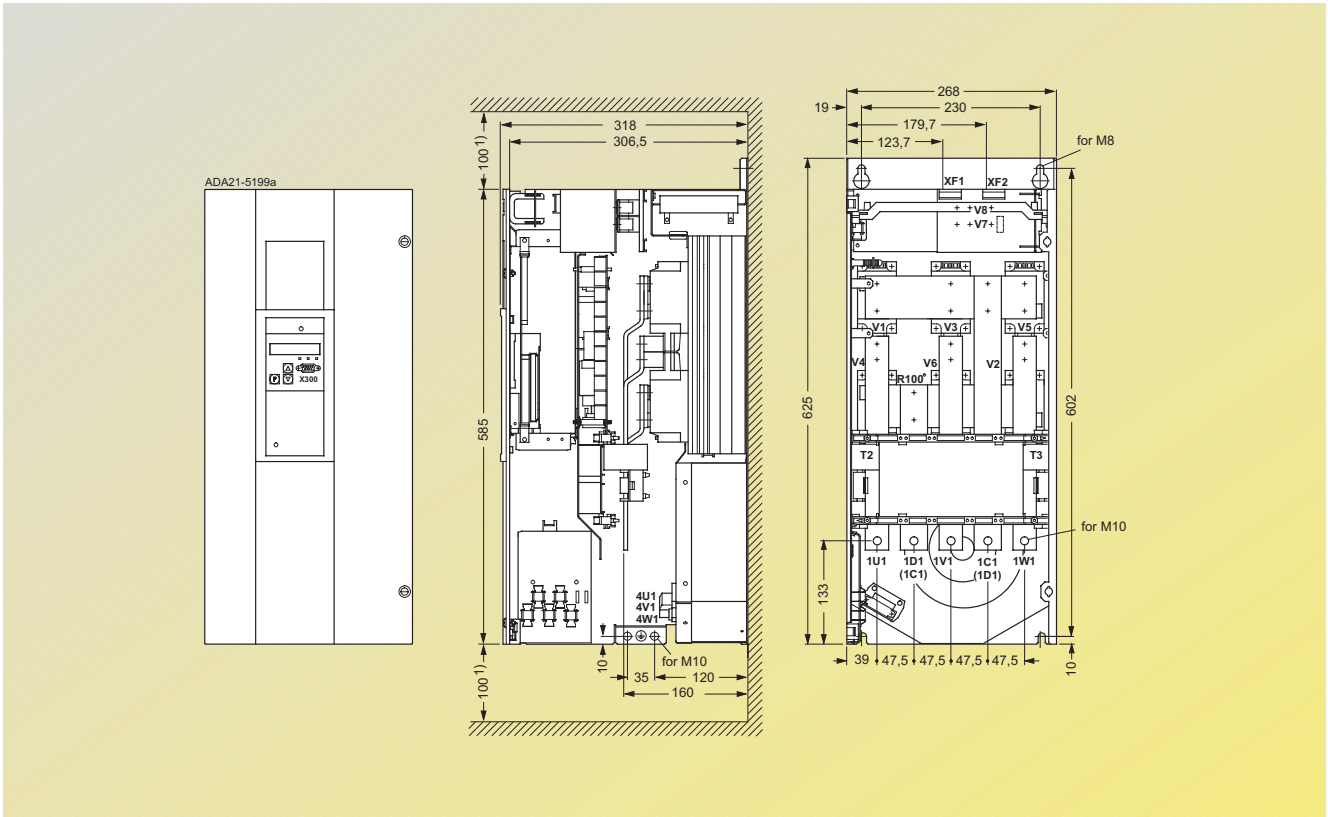 ADA21-5199a
X300
P
318
306,5
100 1)
585
4U1
4V1
4W1
for M10
10
35
120
160
100 1)
268
19
230
179,7
123,7
for M8
XF1 XF2
V8
V7
V1 V3 V5
V4 V6 V2
R100
625
602
T2 T3
for M10
1U1 1D1 1V1 1C1 1W1
(1C1) (1D1)
133
39 47,5 47,5 47,5 47,5
10